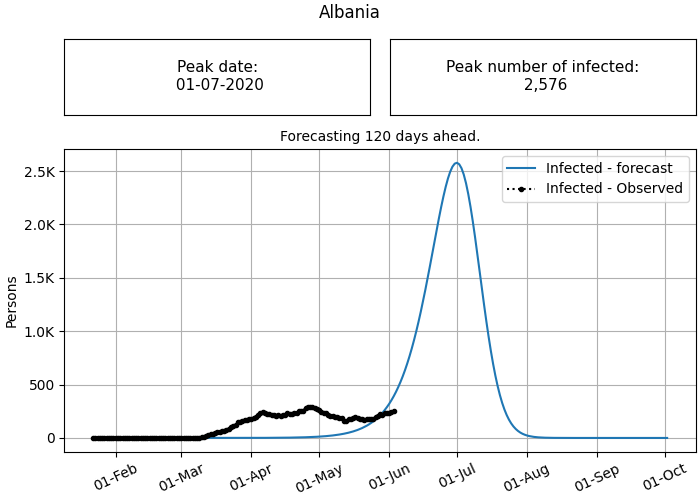 Albania
Peak date:
01-07-2020
Peak number of infected:
2,576
Forecasting 120 days ahead.
Infected - forecast
Infected - Observed
Persons
2.5K
2.0K
1.5K
1.0K
500
0
01-Feb
01-Mar
01-Apr
01-May
01-Jun
01-Jul
01-Aug
01-Sep
01-Oct